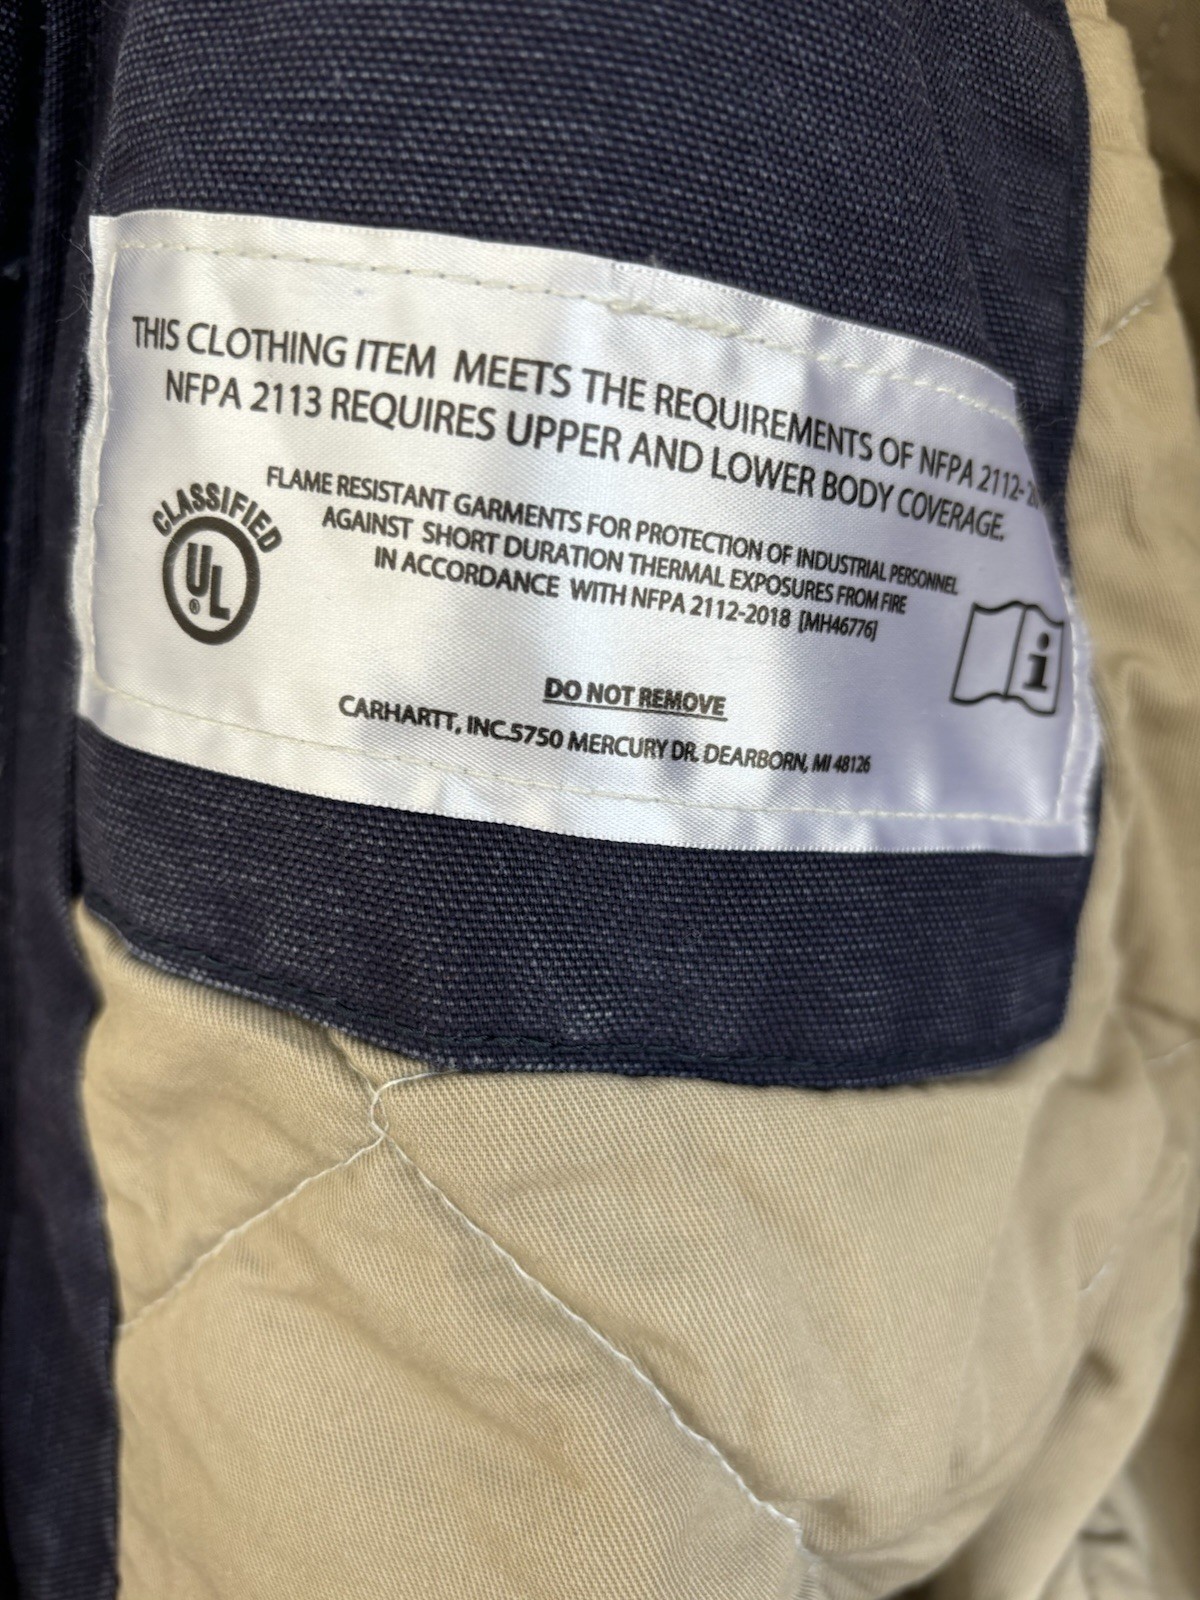 THIS CLOTHING ITEM MEETS THE REQUIREMENTS OF NFPA 2112-
NFPA 2113 REQUIRES UPPER AND LOWER BODY COVERAGE.
CLASSIFIED
UL
®
FLAME RESISTANT GARMENTS FOR PROTECTION OF INDUSTRIAL PERSONNEL
AGAINST SHORT DURATION THERMAL EXPOSURES FROM FIRE
IN ACCORDANCE WITH NFPA 2112-2018 [MH46776]
i
DO NOT REMOVE
CARHARTT, INC.5750 MERCURY DR. DEARBORN, MI 48126